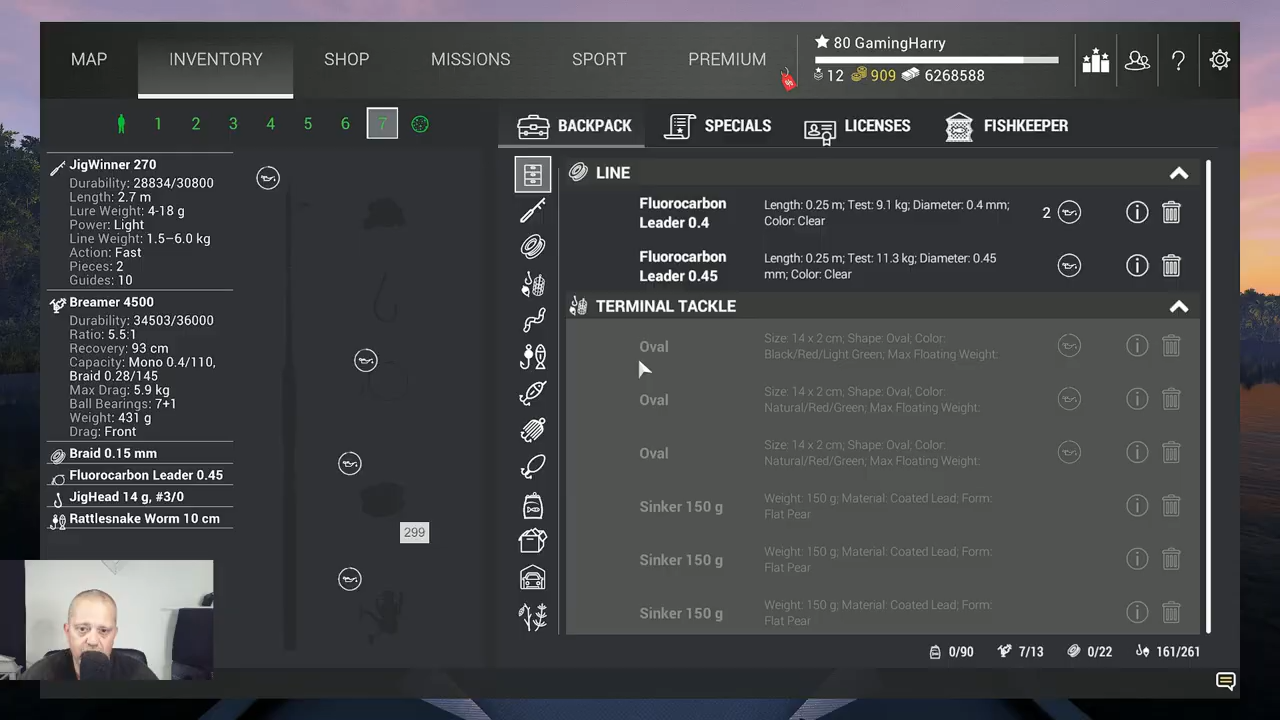 MAP
INVENTORY
SHOP
MISSIONS
SPORT
PREMIUM
80 GamingHarry
12 909 6268588
1 2 3 4 5 6 7
BACKPACK
SPECIALS
LICENSES
FISHKEEPER
JigWinner 270
Durability: 28834/30800
Length: 2.7 m
Lure Weight: 4-18 g
Power: Light
Line Weight: 1.5–6.0 kg
Action: Fast
Pieces: 2
Guides: 10
Breamer 4500
Durability: 34503/36000
Ratio: 5.5:1
Recovery: 93 cm
Capacity: Mono 0.4/110,
Braid 0.28/145
Max Drag: 5.9 kg
Ball Bearings: 7+1
Weight: 431 g
Drag: Front
Braid 0.15 mm
Fluorocarbon Leader 0.45
JigHead 14 g, #3/0
Rattlesnake Worm 10 cm
299
LINE
Fluorocarbon
Leader 0.4
Length: 0.25 m; Test: 9.1 kg; Diameter: 0.4 mm;
Color: Clear
2
Fluorocarbon
Leader 0.45
Length: 0.25 m; Test: 11.3 kg; Diameter: 0.45
mm; Color: Clear
TERMINAL TACKLE
Oval
Size: 14 x 2 cm; Shape: Oval; Color:
Black/Red/Light Green; Max Floating Weight:
Oval
Size: 14 x 2 cm; Shape: Oval; Color:
Natural/Red/Green; Max Floating Weight:
Oval
Size: 14 x 2 cm; Shape: Oval; Color:
Natural/Red/Green; Max Floating Weight:
Sinker 150 g
Weight: 150 g; Material: Coated Lead; Form:
Flat Pear
Sinker 150 g
Weight: 150 g; Material: Coated Lead; Form:
Flat Pear
Sinker 150 g
Weight: 150 g; Material: Coated Lead; Form:
Flat Pear
0/90 7/13 0/22 161/261